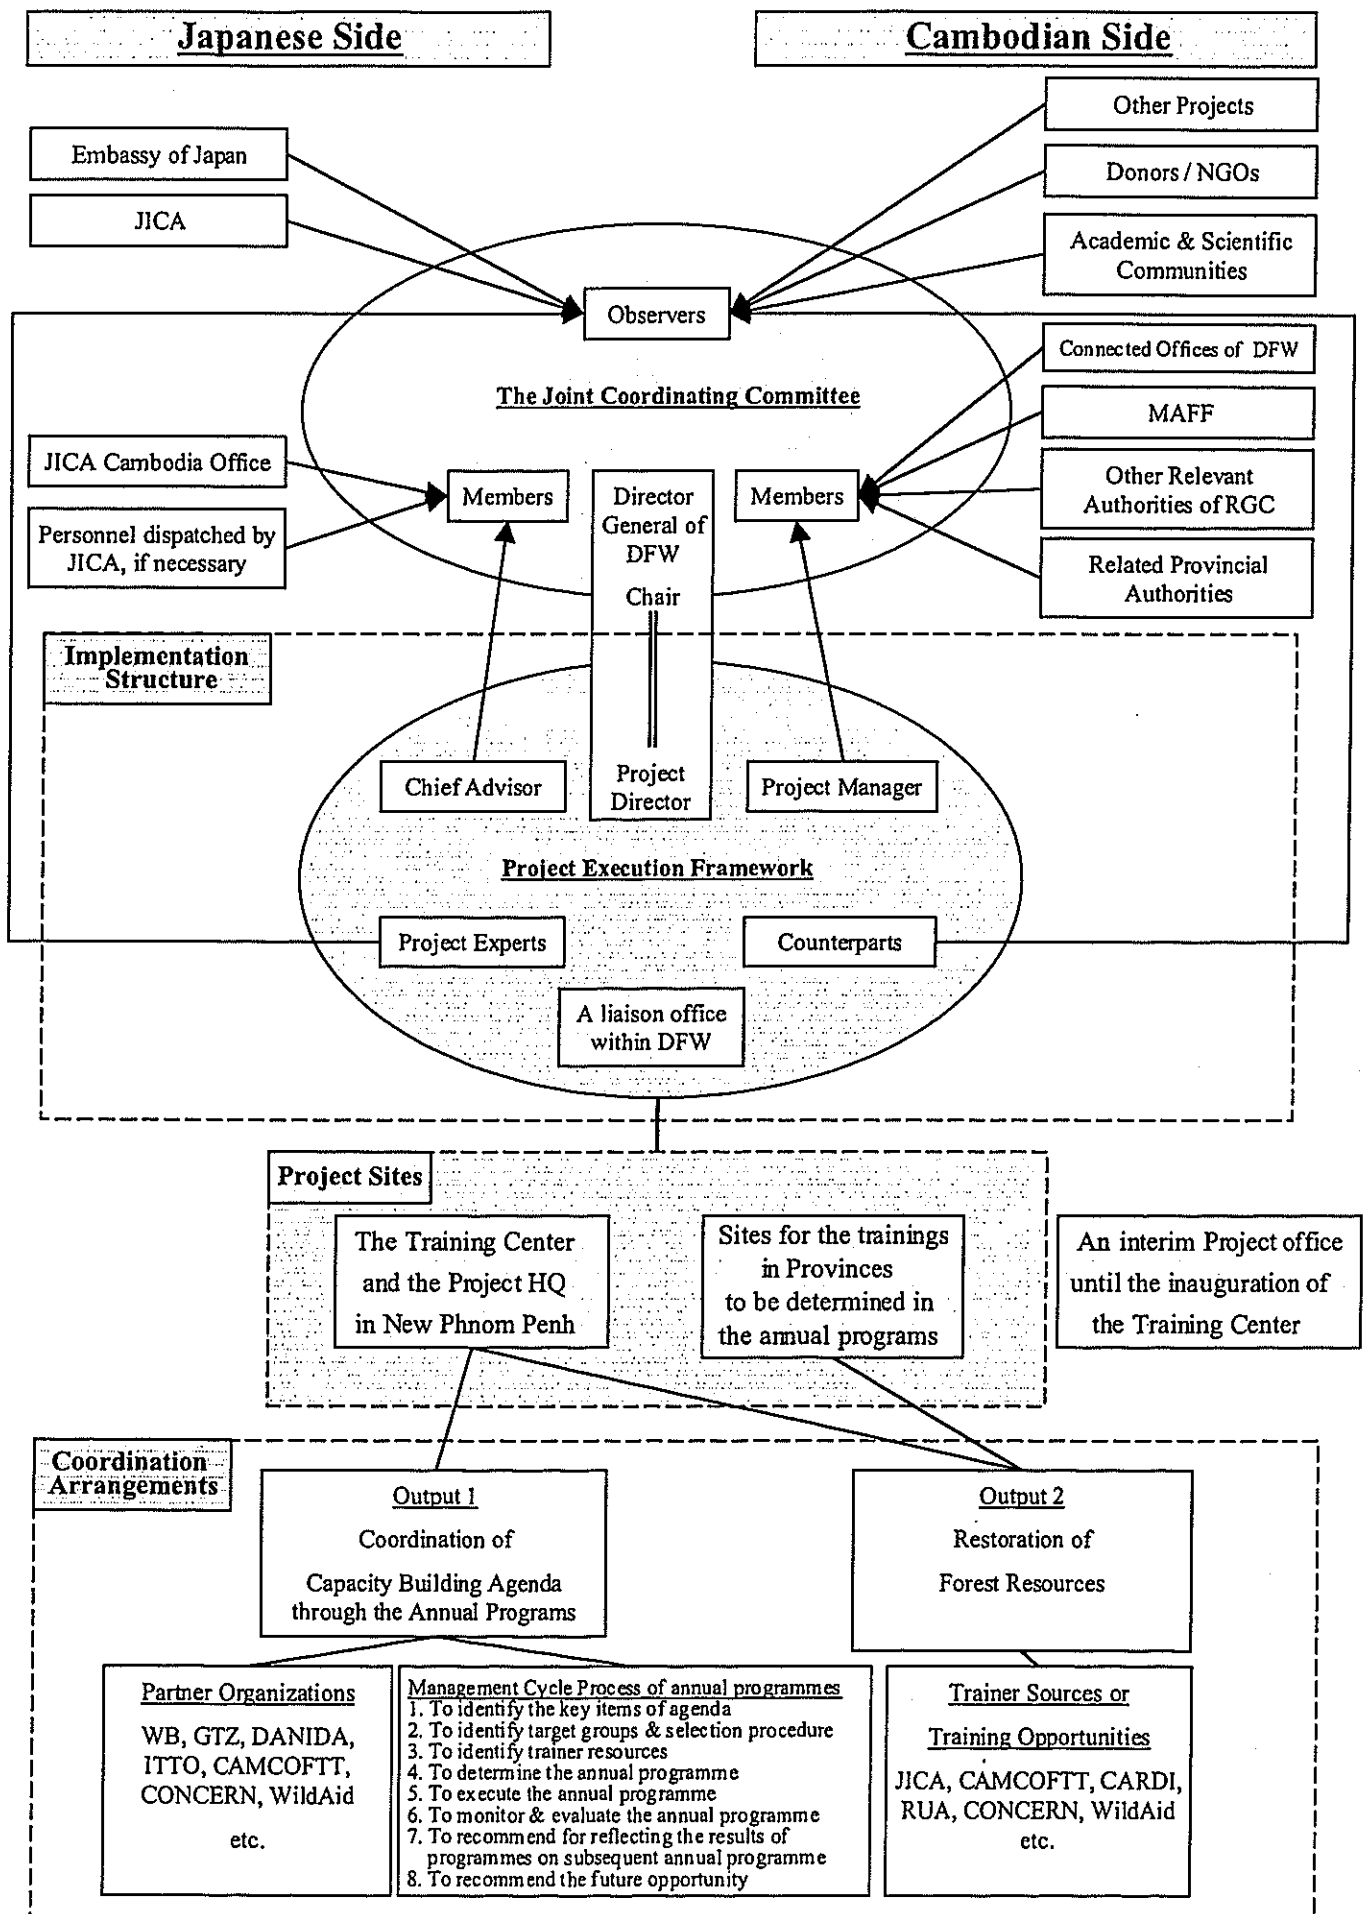 Japanese Side
Cambodian Side
Other Projects
Embassy of Japan
Donors / NGOs
JICA
Academic & Scientific
Communities
Observers
Connected Offices of DFW
The Joint Coordinating Committee
MAFF
JICA Cambodia Office
Members
Director
General of
DFW
Chair
Members
Other Relevant
Authorities of RGC
Personnel dispatched by
JICA, if necessary
Related Provincial
Authorities
Implementation
Structure
Chief Advisor
Project
Director
Project Manager
Project Execution Framework
Project Experts
Counterparts
A liaison office
within DFW
Project Sites
The Training Center
and the Project HQ
in New Phnom Penh
Sites for the trainings
in Provinces
to be determined in
the annual programs
An interim Project office
until the inauguration of
the Training Center
Coordination
Arrangements
Output 1
Coordination of
Capacity Building Agenda
through the Annual Programs
Output 2
Restoration of
Forest Resources
Partner Organizations
WB, GTZ, DANIDA,
ITTO, CAMCOFTT,
CONCERN, WildAid
etc.
Management Cycle Process of annual programmes
1. To identify the key items of agenda
2. To identify target groups & selection procedure
3. To identify trainer resources
4. To determine the annual programme
5. To execute the annual programme
6. To monitor & evaluate the annual programme
7. To recommend for reflecting the results of
programmes on subsequent annual programme
8. To recommend the future opportunity
Trainer Sources or
Training Opportunities
JICA, CAMCOFTT, CARDI,
RUA, CONCERN, WildAid
etc.